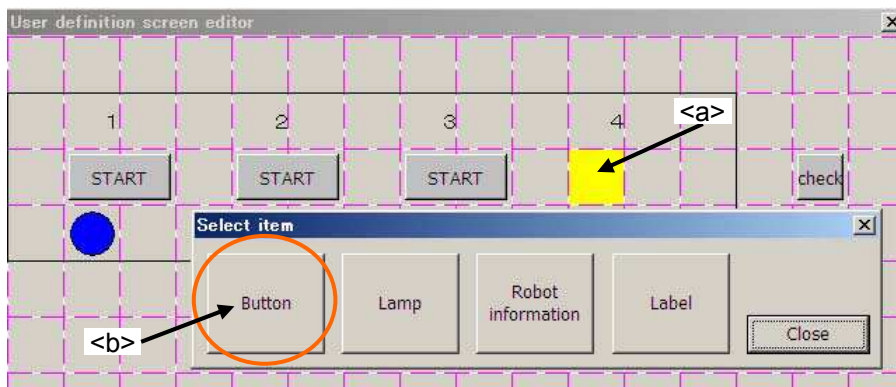 User definition screen editor
1 2 3 4 <a>
START START START check
Select item
Button Lamp Robot information Label
<b> Close